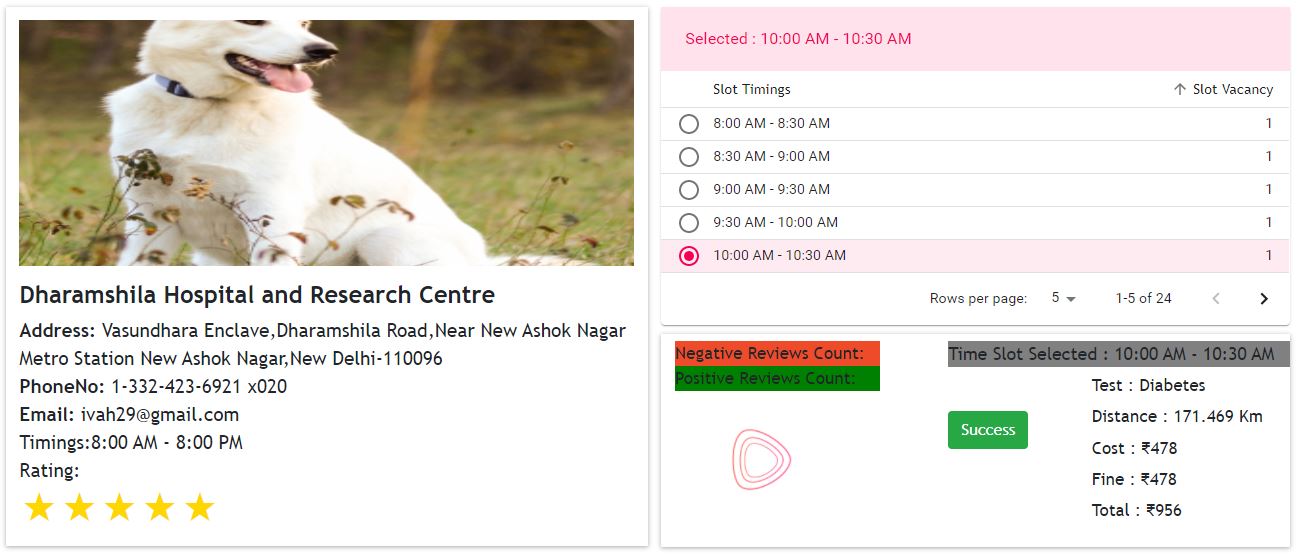 Dharamshila Hospital and Research Centre
Address: Vasundhara Enclave,Dharamshila Road,Near New Ashok Nagar
Metro Station New Ashok Nagar,New Delhi-110096
PhoneNo: 1-332-423-6921 x020
Email: ivah29@gmail.com
Timings:8:00 AM - 8:00 PM
Rating:
Selected : 10:00 AM - 10:30 AM
Slot Timings Slot Vacancy
8:00 AM - 8:30 AM 1
8:30 AM - 9:00 AM 1
9:00 AM - 9:30 AM 1
9:30 AM - 10:00 AM 1
10:00 AM - 10:30 AM 1
Rows per page: 5 1-5 of 24
Negative Reviews Count:
Positive Reviews Count:
Time Slot Selected : 10:00 AM - 10:30 AM
Success
Test : Diabetes
Distance : 171.469 Km
Cost : ₹478
Fine : ₹478
Total : ₹956